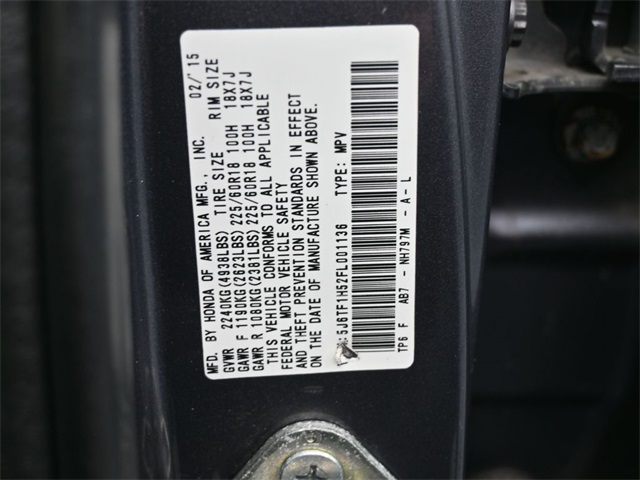 MFD. BY HONDA OF AMERICA MFG., INC. 02/'15
GVWR 2240KG(4938LBS) TIRE SIZE RIM SIZE
GAWR F 1190KG(2623LBS) 225/60R18 100H 18X7J
GAWR R 1080KG(2381LBS) 225/60R18 100H 18X7J
THIS VEHICLE CONFORMS TO ALL APPLICABLE
FEDERAL MOTOR VEHICLE SAFETY
AND THEFT PREVENTION STANDARDS IN EFFECT
ON THE DATE OF MANUFACTURE SHOWN ABOVE.
5J6TF1H52FL001136 TYPE: MPV
TP6 F AB7 - NH797M - A - L